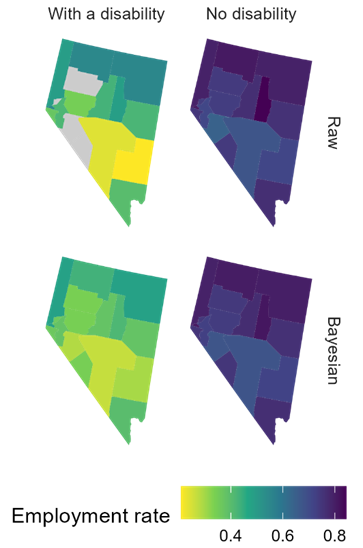 With a disability No disability
Raw
Bayesian
Employment rate
0.4 0.6 0.8